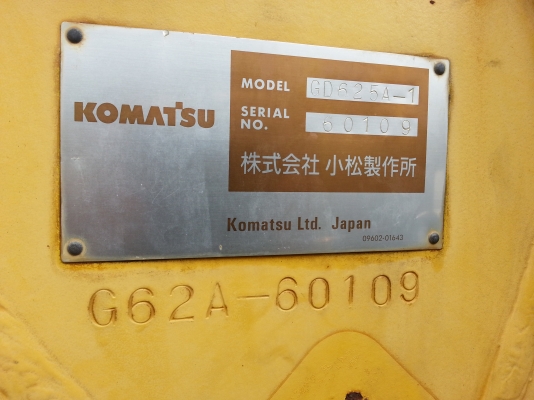 KOMATSU
MODEL GD625A-1
SERIAL NO. 60109
株式会社 小松製作所
Komatsu Ltd. Japan
09602-01643
G62A-60109